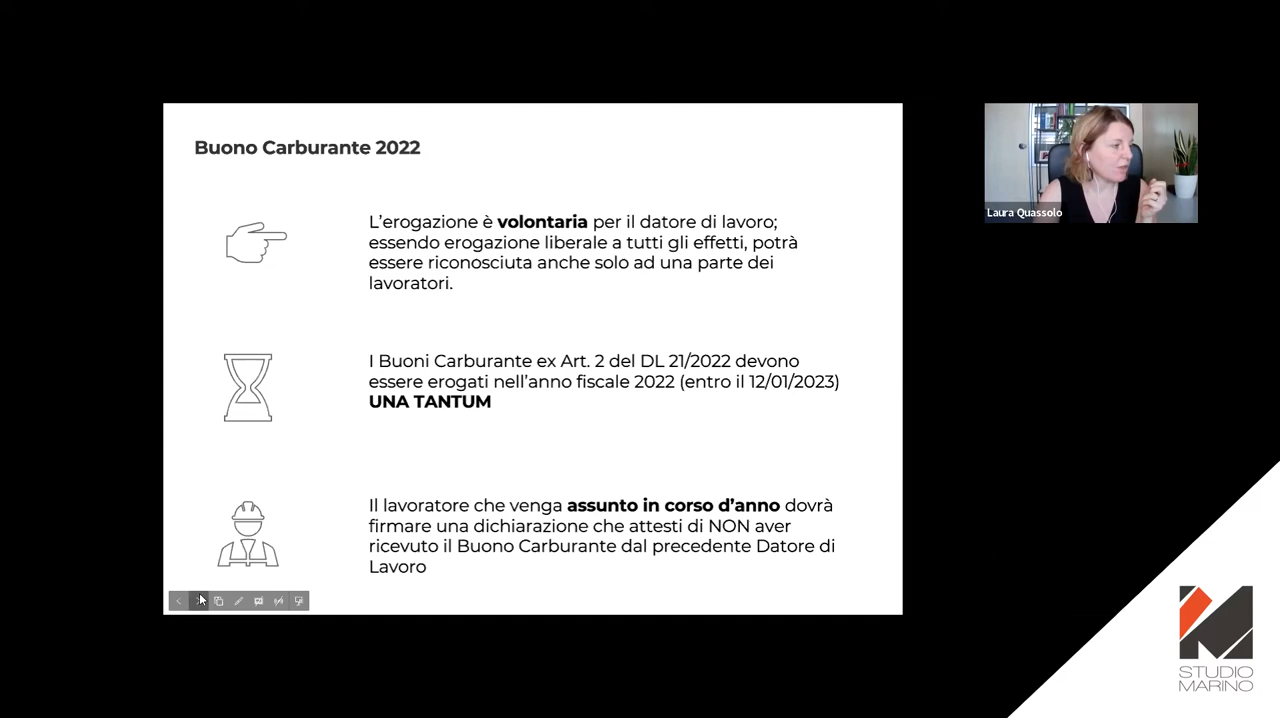 Buono Carburante 2022
L'erogazione è volontaria per il datore di lavoro;
essendo erogazione liberale a tutti gli effetti, potrà
essere riconosciuta anche solo ad una parte dei
lavoratori.
I Buoni Carburante ex Art. 2 del DL 21/2022 devono
essere erogati nell'anno fiscale 2022 (entro il 12/01/2023)
UNA TANTUM
Il lavoratore che venga assunto in corso d'anno dovrà
firmare una dichiarazione che attesti di NON aver
ricevuto il Buono Carburante dal precedente Datore di
Lavoro
Laura Quassolo
STUDIO
MARINO